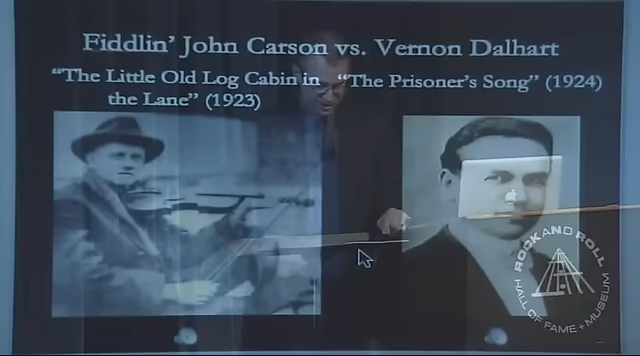 Fiddlin' John Carson vs. Vernon Dalhart
"The Little Old Log Cabin in
the Lane" (1923)
"The Prisoner's Song" (1924)
ROCK AND ROLL
HALL OF FAME + MUSEUM